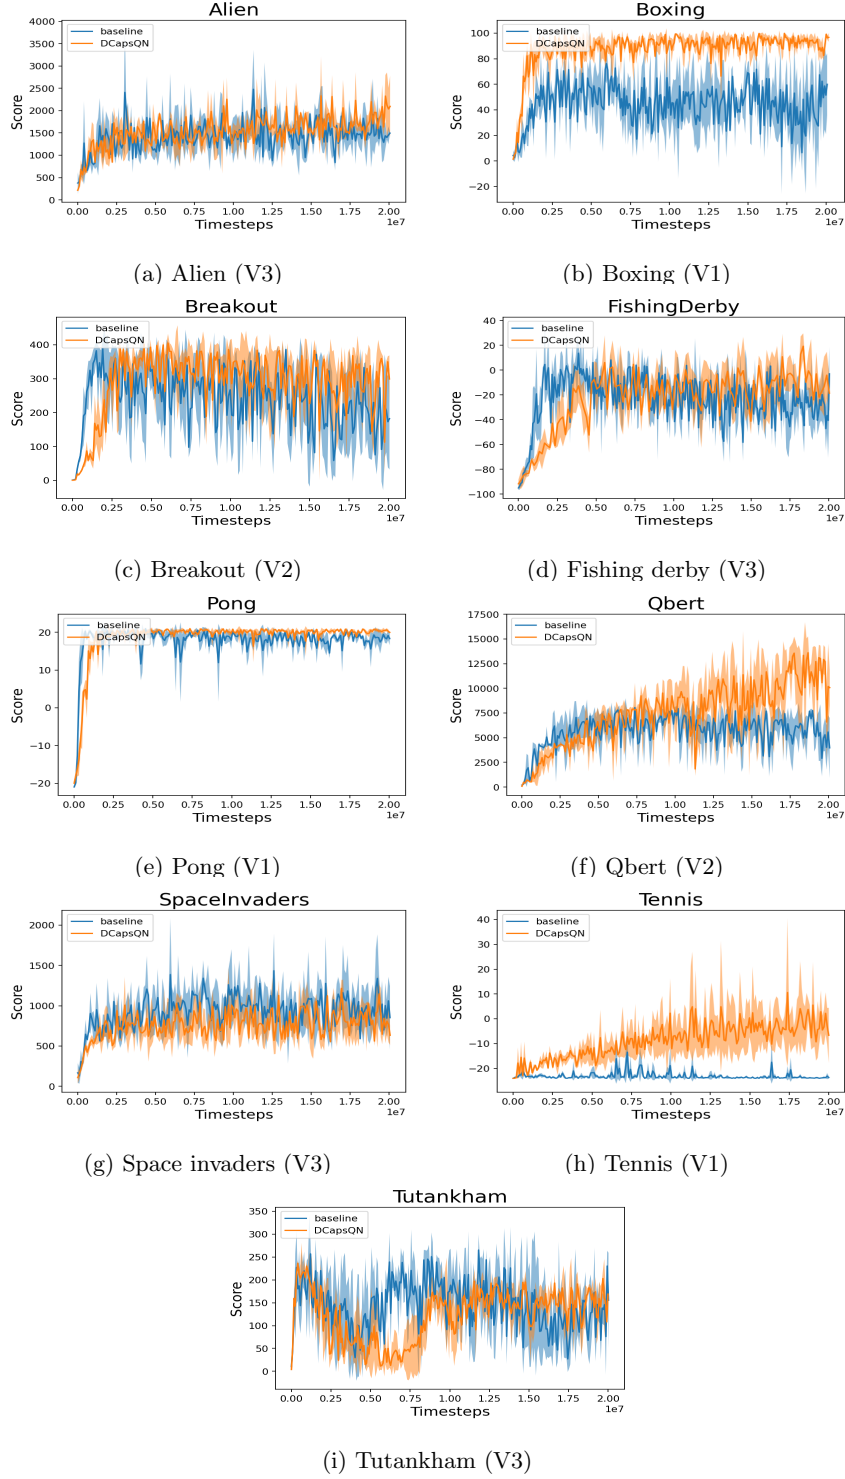 Alien
baseline
DCapsQN
Score
4000
3500
3000
2500
2000
1500
1000
500
0
0.00 0.25 0.50 0.75 1.00 1.25 1.50 1.75 2.00
1e7
Timesteps
(a) Alien (V3)
Boxing
baseline
DCapsQN
Score
100
80
60
40
20
0
−20
0.00 0.25 0.50 0.75 1.00 1.25 1.50 1.75 2.00
1e7
Timesteps
(b) Boxing (V1)
Breakout
baseline
DCapsQN
Score
400
300
200
100
0
0.00 0.25 0.50 0.75 1.00 1.25 1.50 1.75 2.00
1e7
Timesteps
(c) Breakout (V2)
FishingDerby
baseline
DCapsQN
Score
40
20
0
−20
−40
−60
−80
−100
0.00 0.25 0.50 0.75 1.00 1.25 1.50 1.75 2.00
1e7
Timesteps
(d) Fishing derby (V3)
Pong
baseline
DCapsQN
Score
20
10
0
−10
−20
0.00 0.25 0.50 0.75 1.00 1.25 1.50 1.75 2.00
1e7
Timesteps
(e) Pong (V1)
Qbert
baseline
DCapsQN
Score
17500
15000
12500
10000
7500
5000
2500
0
0.00 0.25 0.50 0.75 1.00 1.25 1.50 1.75 2.00
1e7
Timesteps
(f) Qbert (V2)
SpaceInvaders
baseline
DCapsQN
Score
2000
1500
1000
500
0
0.00 0.25 0.50 0.75 1.00 1.25 1.50 1.75 2.00
1e7
Timesteps
(g) Space invaders (V3)
Tennis
baseline
DCapsQN
Score
40
30
20
10
0
−10
−20
0.00 0.25 0.50 0.75 1.00 1.25 1.50 1.75 2.00
1e7
Timesteps
(h) Tennis (V1)
Tutankham
baseline
DCapsQN
Score
350
300
250
200
150
100
50
0
0.00 0.25 0.50 0.75 1.00 1.25 1.50 1.75 2.00
1e7
Timesteps
(i) Tutankham (V3)